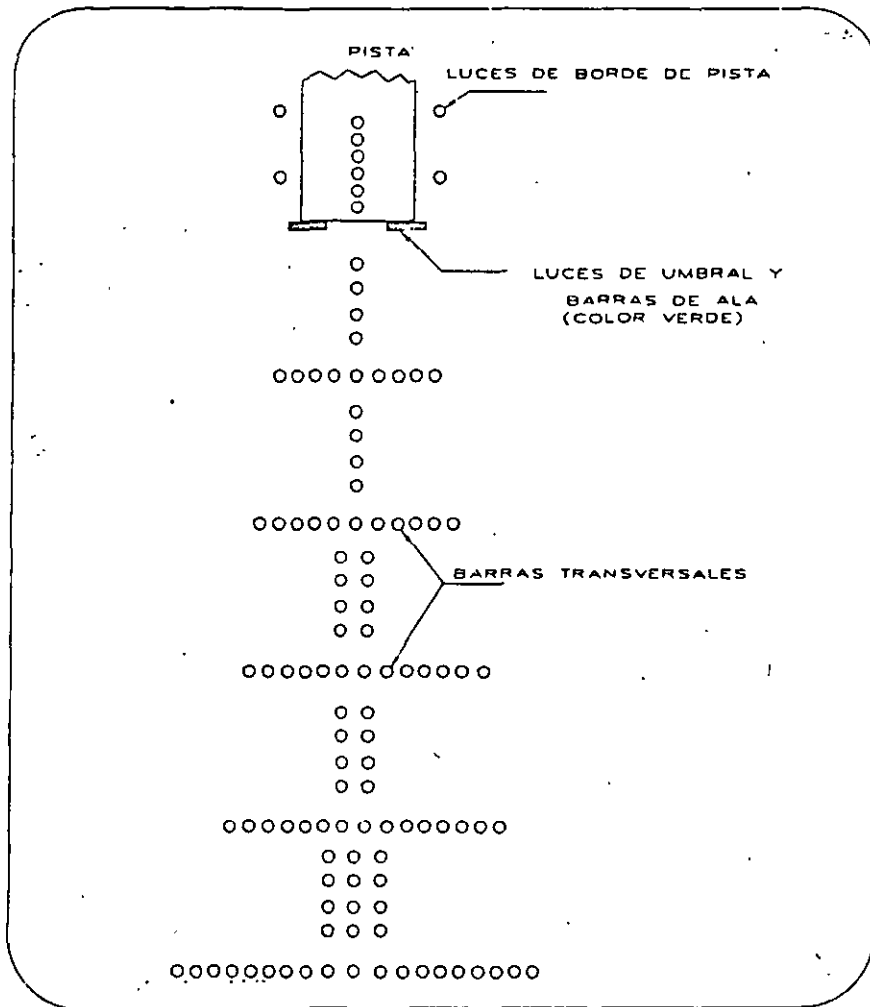 PISTA
LUCES DE BORDE DE PISTA
LUCES DE UMBRAL Y
BARRAS DE ALA
(COLOR VERDE)
BARRAS TRANSVERSALES